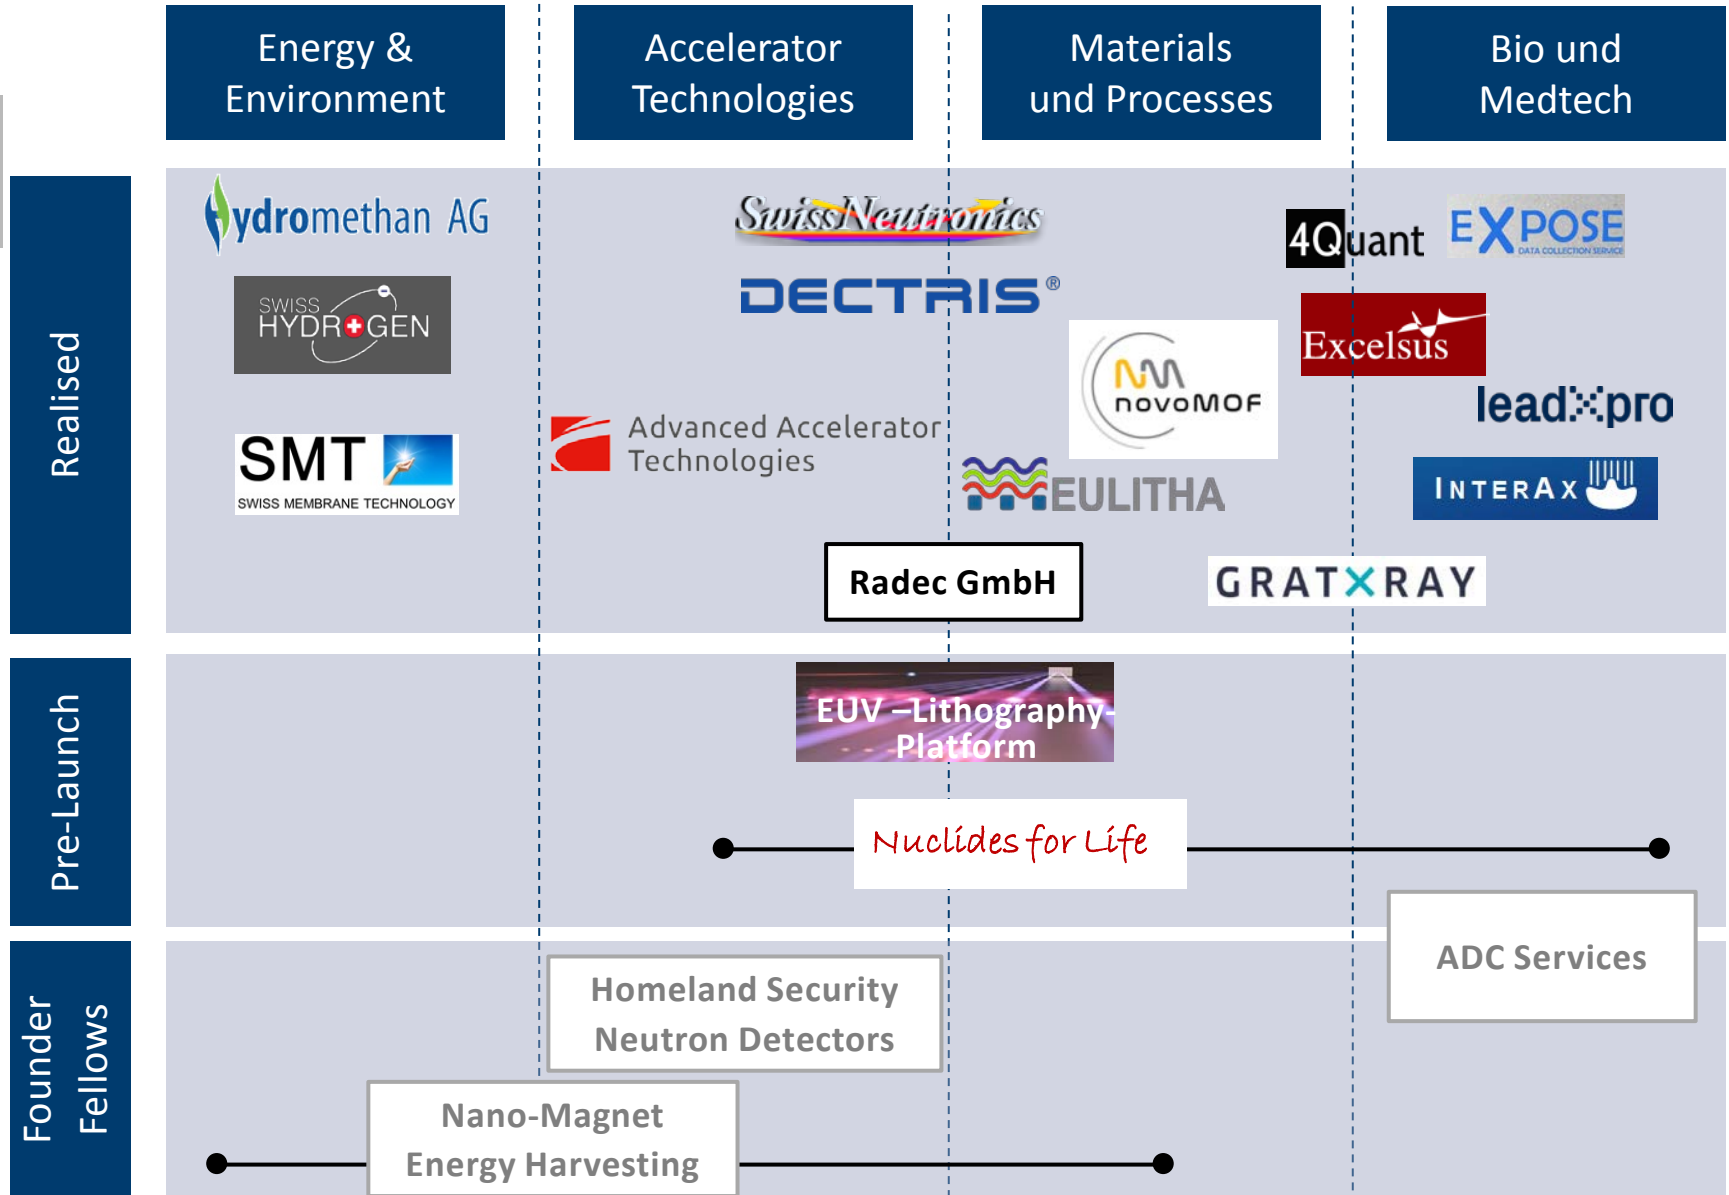 Energy &
Environment
Accelerator
Technologies
Materials
und Processes
Bio und
Medtech
Realised
Hydromethan AG
SWISS
HYDROGEN
SMT
SWISS MEMBRANE TECHNOLOGY
SwissNeutronics
DECTRIS®
Advanced Accelerator
Technologies
novoMOF
EULITHA
Radec GmbH
4Quant
EXPOSE
DATA COLLECTION SERVICE
Excelsus
leadXpro
INTERAX
GRATXRAY
Pre-Launch
EUV –Lithography-
Platform
Nuclides for Life
ADC Services
Founder
Fellows
Homeland Security
Neutron Detectors
Nano-Magnet
Energy Harvesting